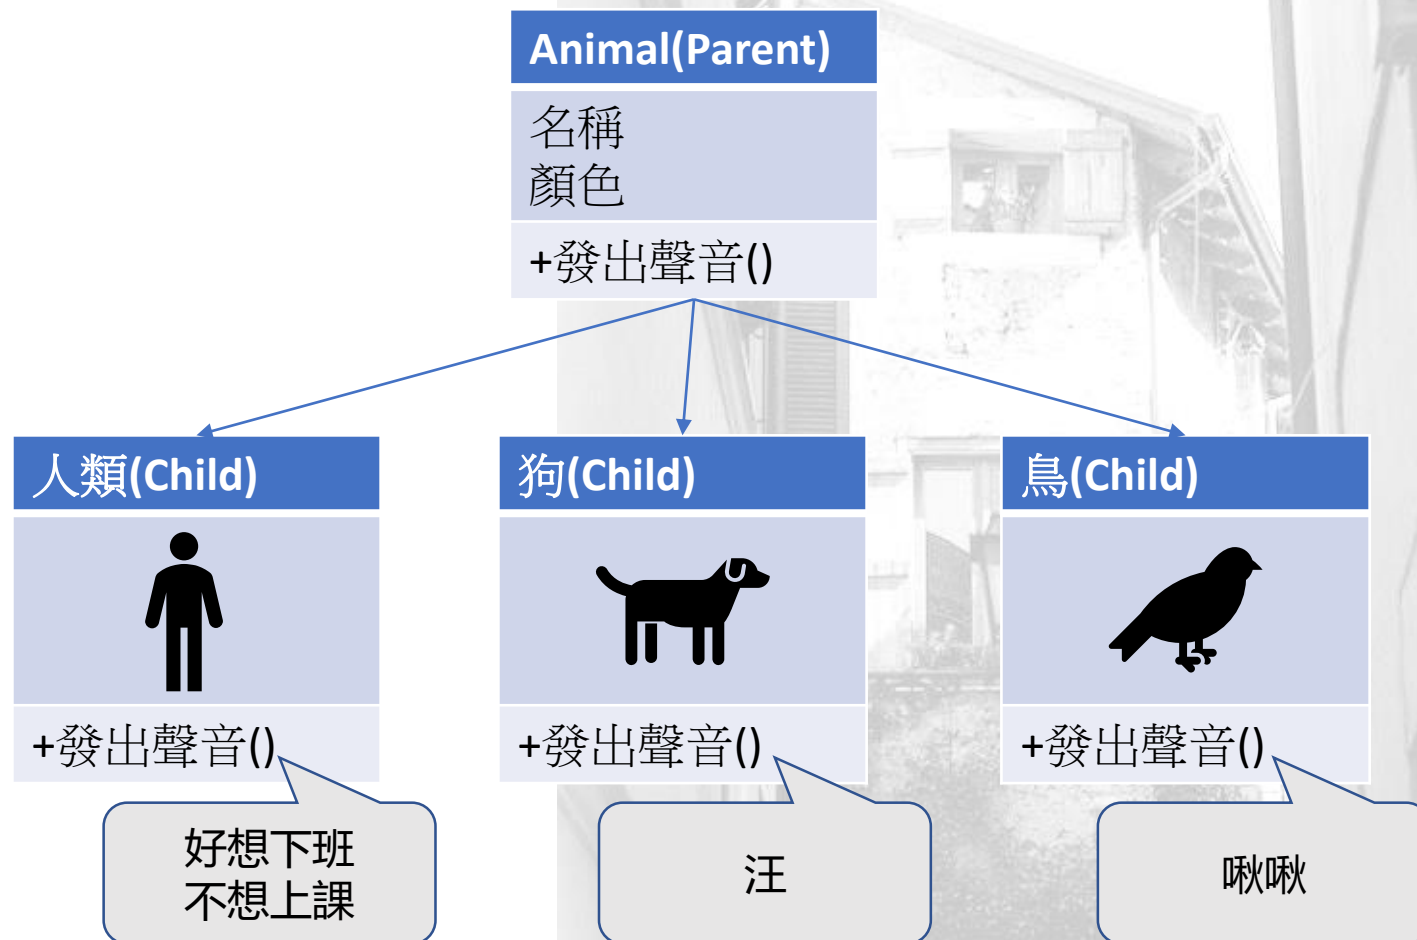 Animal(Parent)
名稱
顏色
+發出聲音()
人類(Child)
狗(Child)
鳥(Child)
+發出聲音()
+發出聲音()
+發出聲音()
好想下班
不想上課
汪
啾啾